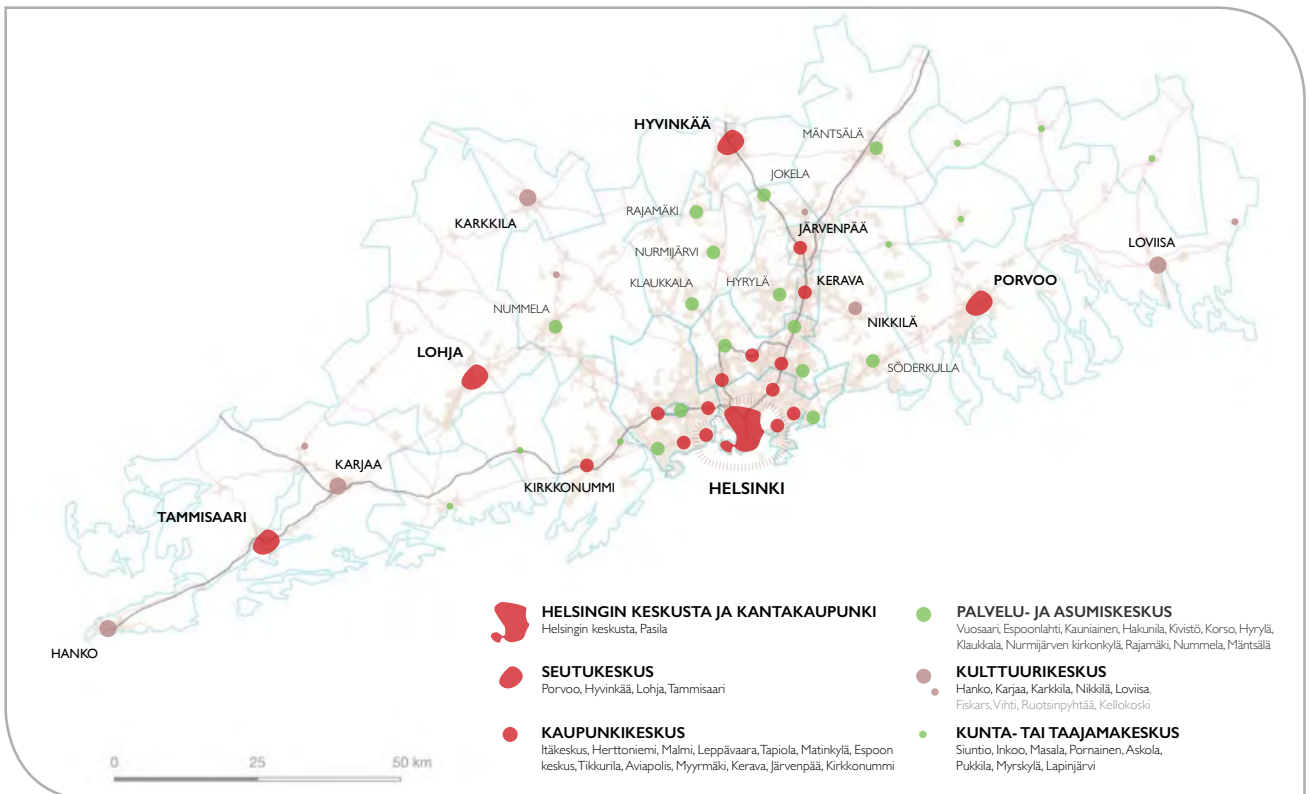 HYVINKÄÄ
MÄNTSÄLÄ
JOKELA
KARKKILA
RAJAMÄKI
JÄRVENPÄÄ
LOVIISA
NURMIJÄRVI
KLAUKKALA
HYRYLÄ
KERAVA
PORVOO
NUMMELA
NIKKILÄ
LOHJA
SÖDERKULLA
KARJAA
KIRKKONUMMI
HELSINKI
TAMMISAARI
HANKO
HELSINGIN KESKUSTA JA KANTAKAUPUNKI
Helsingin keskusta, Pasila
SEUTUKESKUS
Porvoo, Hyvinkää, Lohja, Tammisaari
KAUPUNKIKESKUS
Itäkeskus, Herttoniemi, Malmi, Leppävaara, Tapiola, Matinkylä, Espoon
keskus, Tikkurila, Aviapolis, Myyrmäki, Kerava, Järvenpää, Kirkkonummi
PALVELU- JA ASUMISKESKUS
Vuosaari, Espoonlahti, Kauniainen, Hakunila, Kivistö, Korso, Hyrylä,
Klaukkala, Nurmijärven kirkonkylä, Rajamäki, Nummela, Mäntsälä
KULTTUURIKESKUS
Hanko, Karjaa, Karkkila, Nikkilä, Loviisa,
Fiskars, Vihti, Ruotsinpyhtää, Kellokoski
KUNTA- TAI TAAJAMAKESKUS
Siuntio, Inkoo, Masala, Pornainen, Askola,
Pukkila, Myrskylä, Lapinjärvi
0 25 50 km